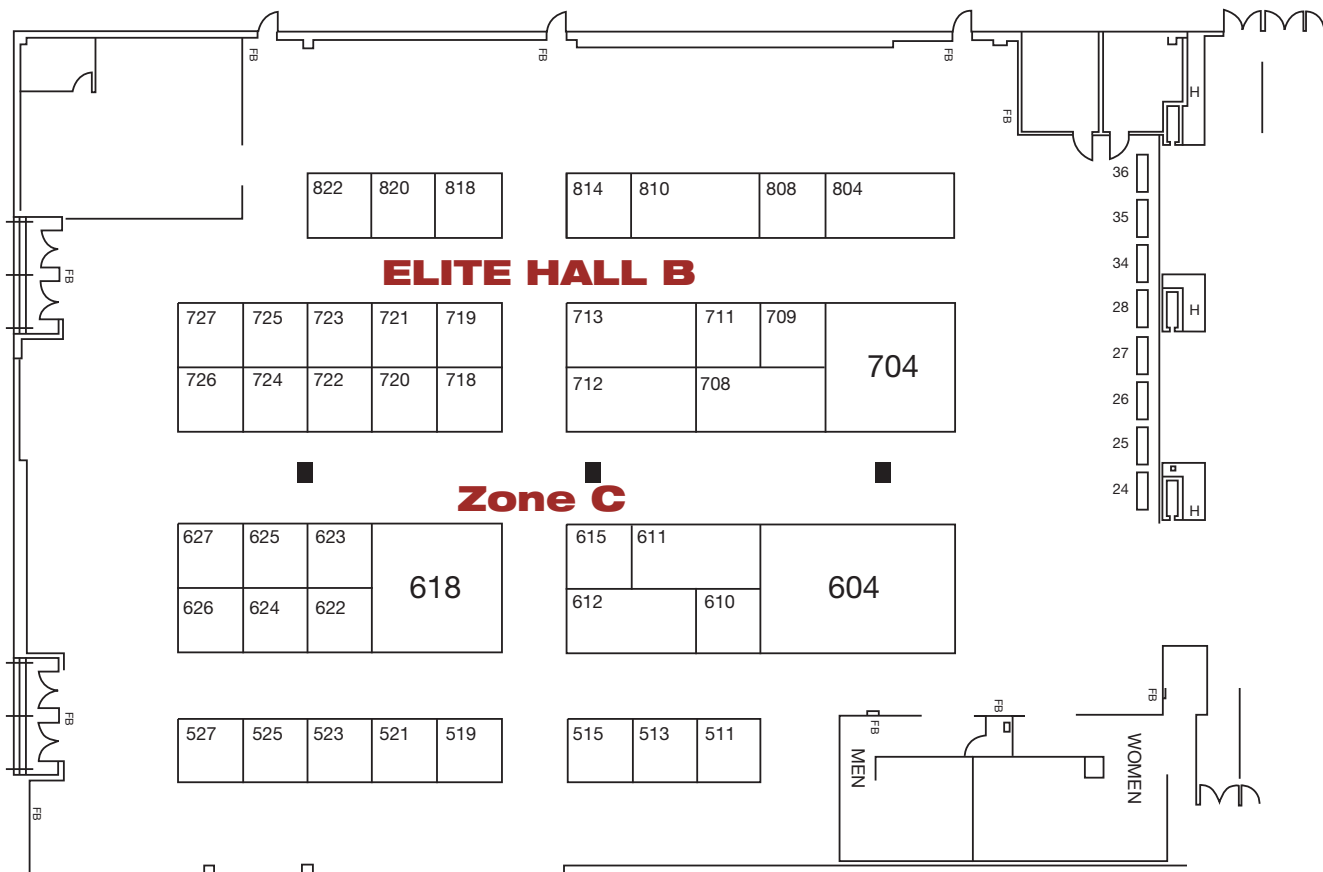 FB FB FB
H
FB
36
822 820 818 814 810 808 804
35
34
ELITE HALL B
FB
28 H
727 725 723 721 719 713 711 709
27
704
726 724 722 720 718 712 708
26
25
24
Zone C
H
627 625 623 615 611
618 604
626 624 622 612 610
FB
FB
FB
FB
527 525 523 521 519 515 513 511
MEN
WOMEN
FB